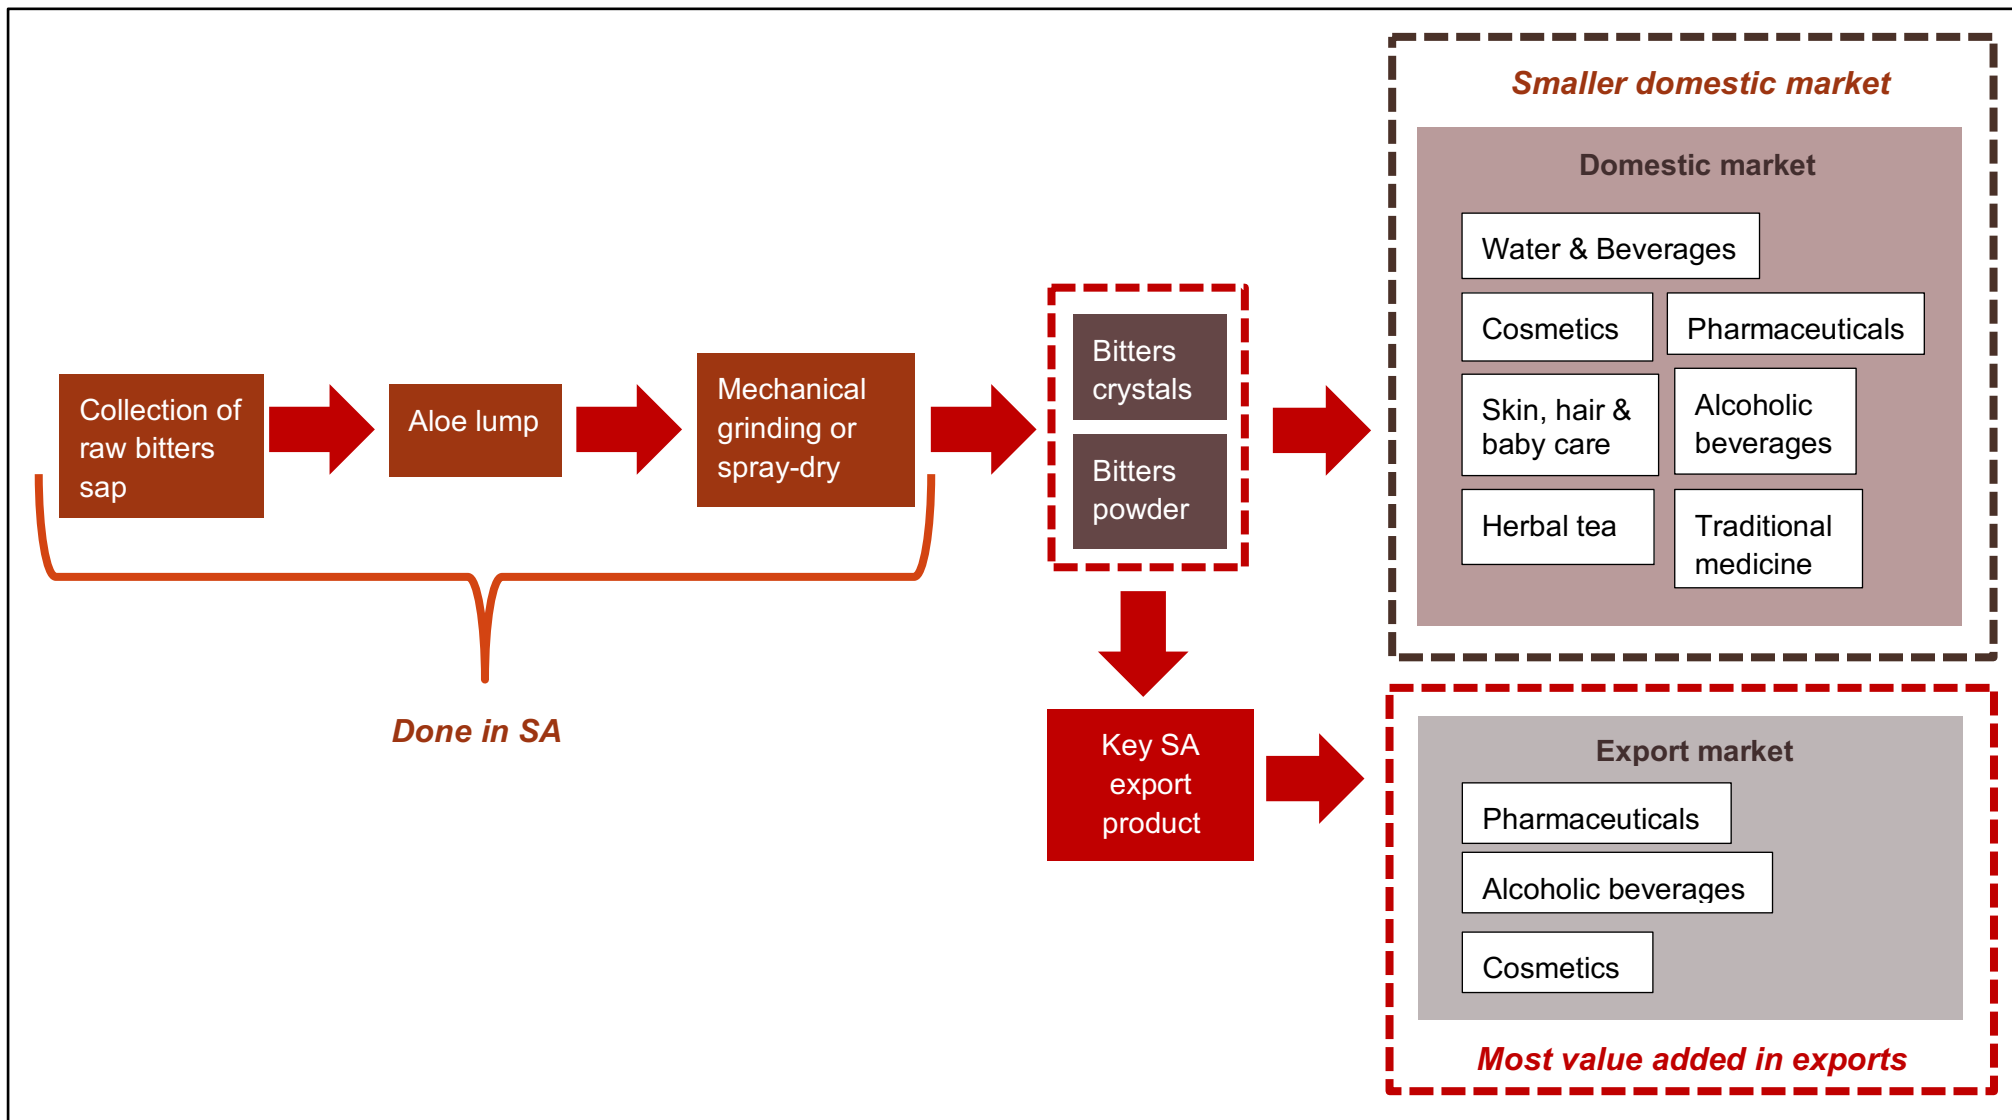 Collection of
raw bitters
sap
Aloe lump
Mechanical
grinding or
spray-dry
Done in SA
Bitters
crystals
Bitters
powder
Key SA
export
product
Smaller domestic market
Domestic market
Water & Beverages
Cosmetics
Pharmaceuticals
Skin, hair &
baby care
Alcoholic
beverages
Herbal tea
Traditional
medicine
Export market
Pharmaceuticals
Alcoholic beverages
Cosmetics
Most value added in exports